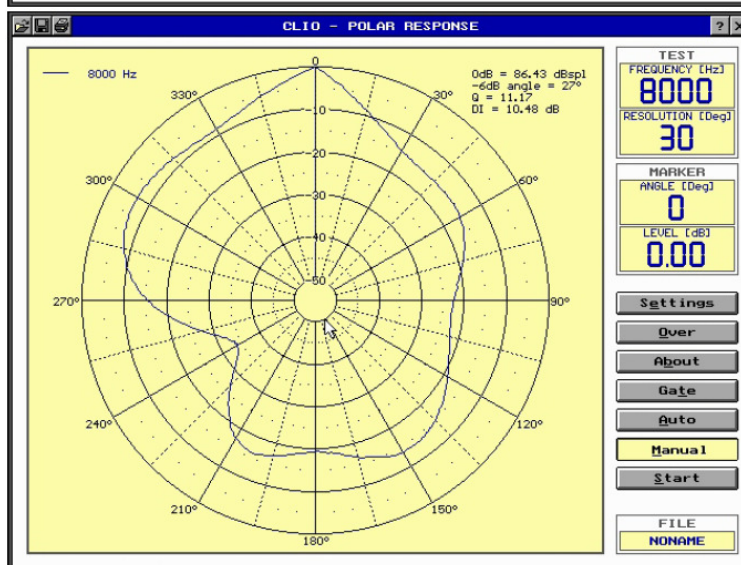 CLIO - POLAR RESPONSE
? X
8000 Hz
0dB = 86.43 dBspl
-6dB angle = 27°
Q = 11.17
DI = 10.48 dB
0
330°
30°
-10
300°
-20
60°
-30
-40
-50
270°
90°
240°
120°
210°
150°
180°
TEST
FREQUENCY [Hz]
8000
RESOLUTION [Deg]
30
MARKER
ANGLE [Deg]
0
LEVEL [dB]
0.00
Settings
Over
About
Gate
Auto
Manual
Start
FILE
NONAME